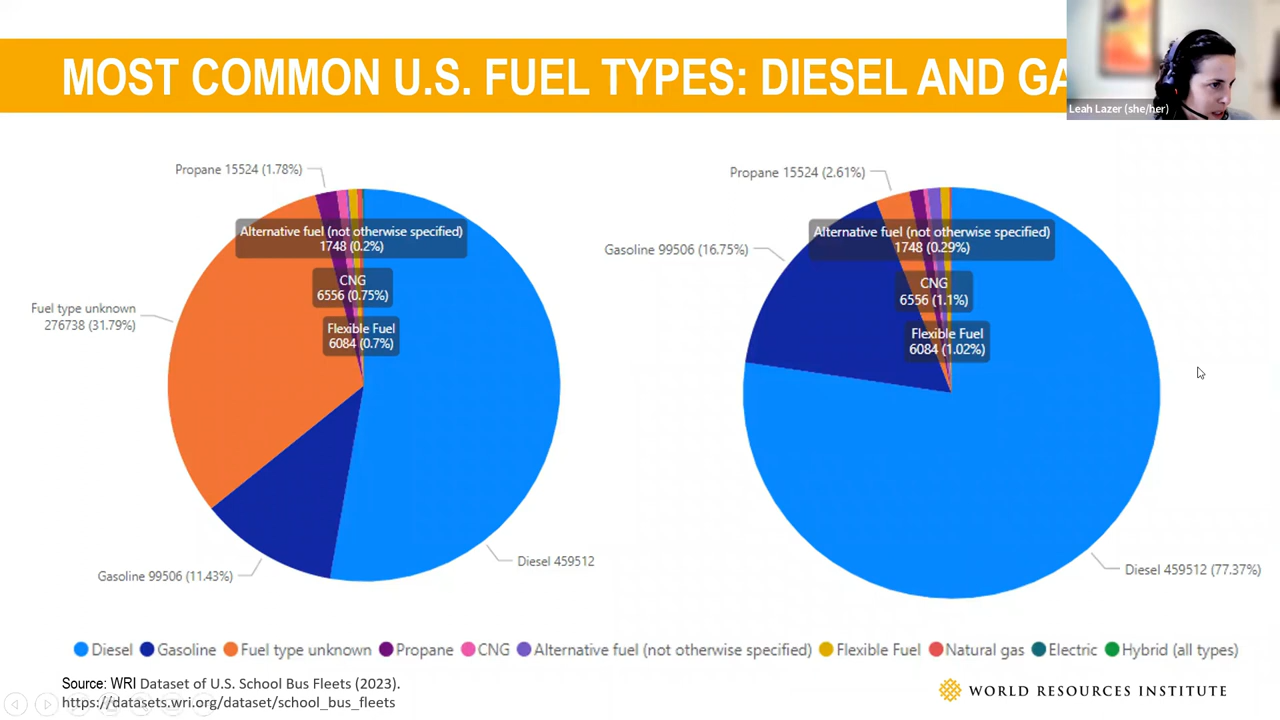 MOST COMMON U.S. FUEL TYPES: DIESEL AND GA
Leah Lazer (she/her)
Propane 15524 (1.78%)
Alternative fuel (not otherwise specified)
1748 (0.2%)
CNG
6556 (0.75%)
Flexible Fuel
6084 (0.7%)
Fuel type unknown
276738 (31.79%)
Gasoline 99506 (11.43%)
Diesel 459512
Propane 15524 (2.61%)
Gasoline 99506 (16.75%)
Alternative fuel (not otherwise specified)
1748 (0.29%)
CNG
6556 (1.1%)
Flexible Fuel
6084 (1.02%)
Diesel 459512 (77.37%)
Diesel Gasoline Fuel type unknown Propane CNG Alternative fuel (not otherwise specified) Flexible Fuel Natural gas Electric Hybrid (all types)
Source: WRI Dataset of U.S. School Bus Fleets (2023).
https://datasets.wri.org/dataset/school_bus_fleets
WORLD RESOURCES INSTITUTE